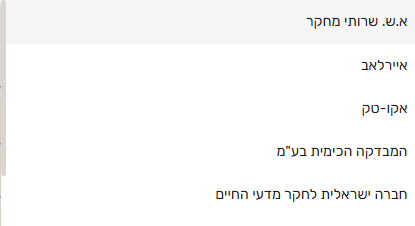 א.ש. שרותי מחקר
איירלאב
אקו-טק
המבדקה הכימית בע"מ
חברה ישראלית לחקר מדעי החיים